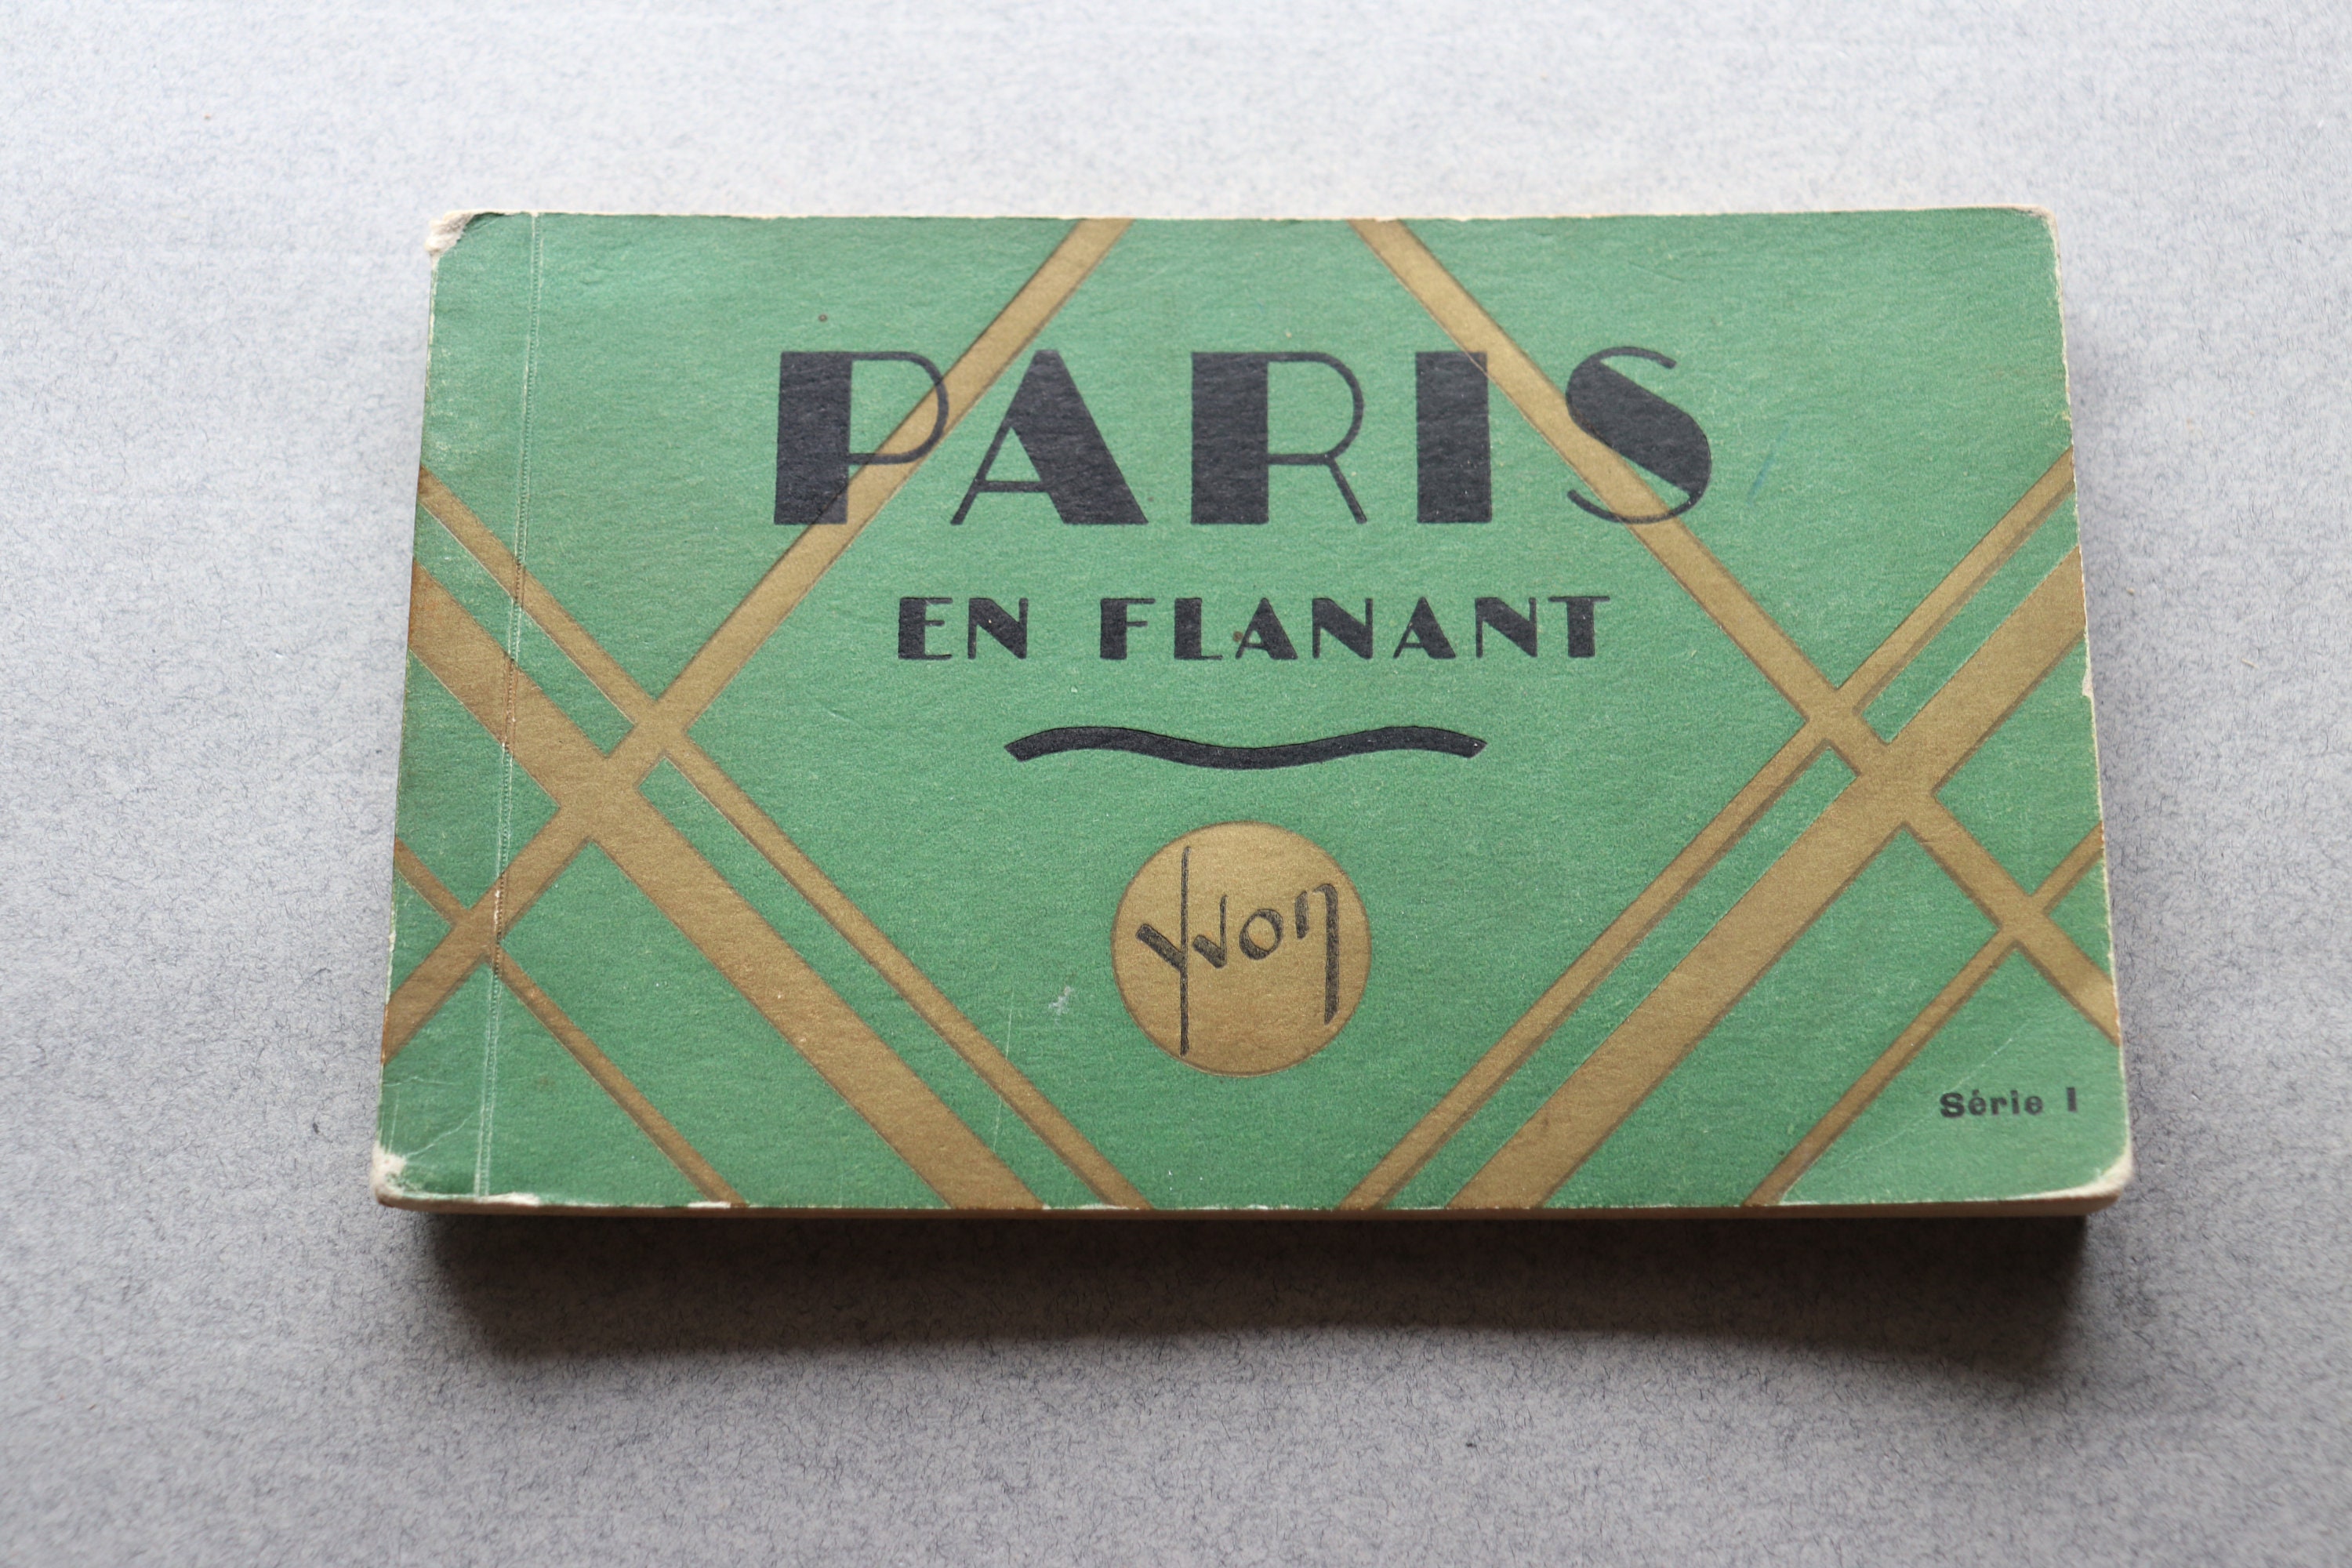 PARIS
EN FLANANT
Yvon
Série I